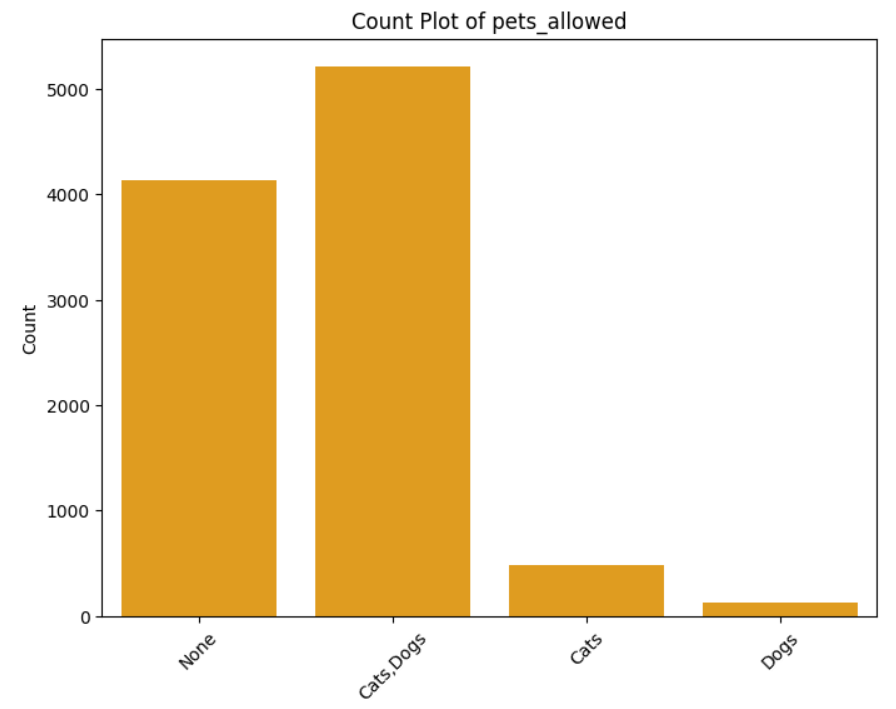 Count Plot of pets_allowed
5000
4000
3000
2000
1000
0
Count
None
Cats,Dogs
Cats
Dogs